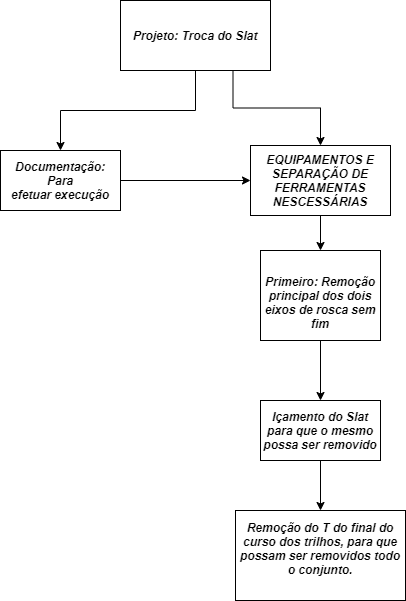 Projeto: Troca do Slat
Documentação:
Para
efetuar execução
EQUIPAMENTOS E
SEPARAÇÃO DE
FERRAMENTAS
NESCESSÁRIAS
Primeiro: Remoção
principal dos dois
eixos de rosca sem
fim
Içamento do Slat
para que o mesmo
possa ser removido
Remoção do T do final do
curso dos trilhos, para que
possam ser removidos todo
o conjunto.